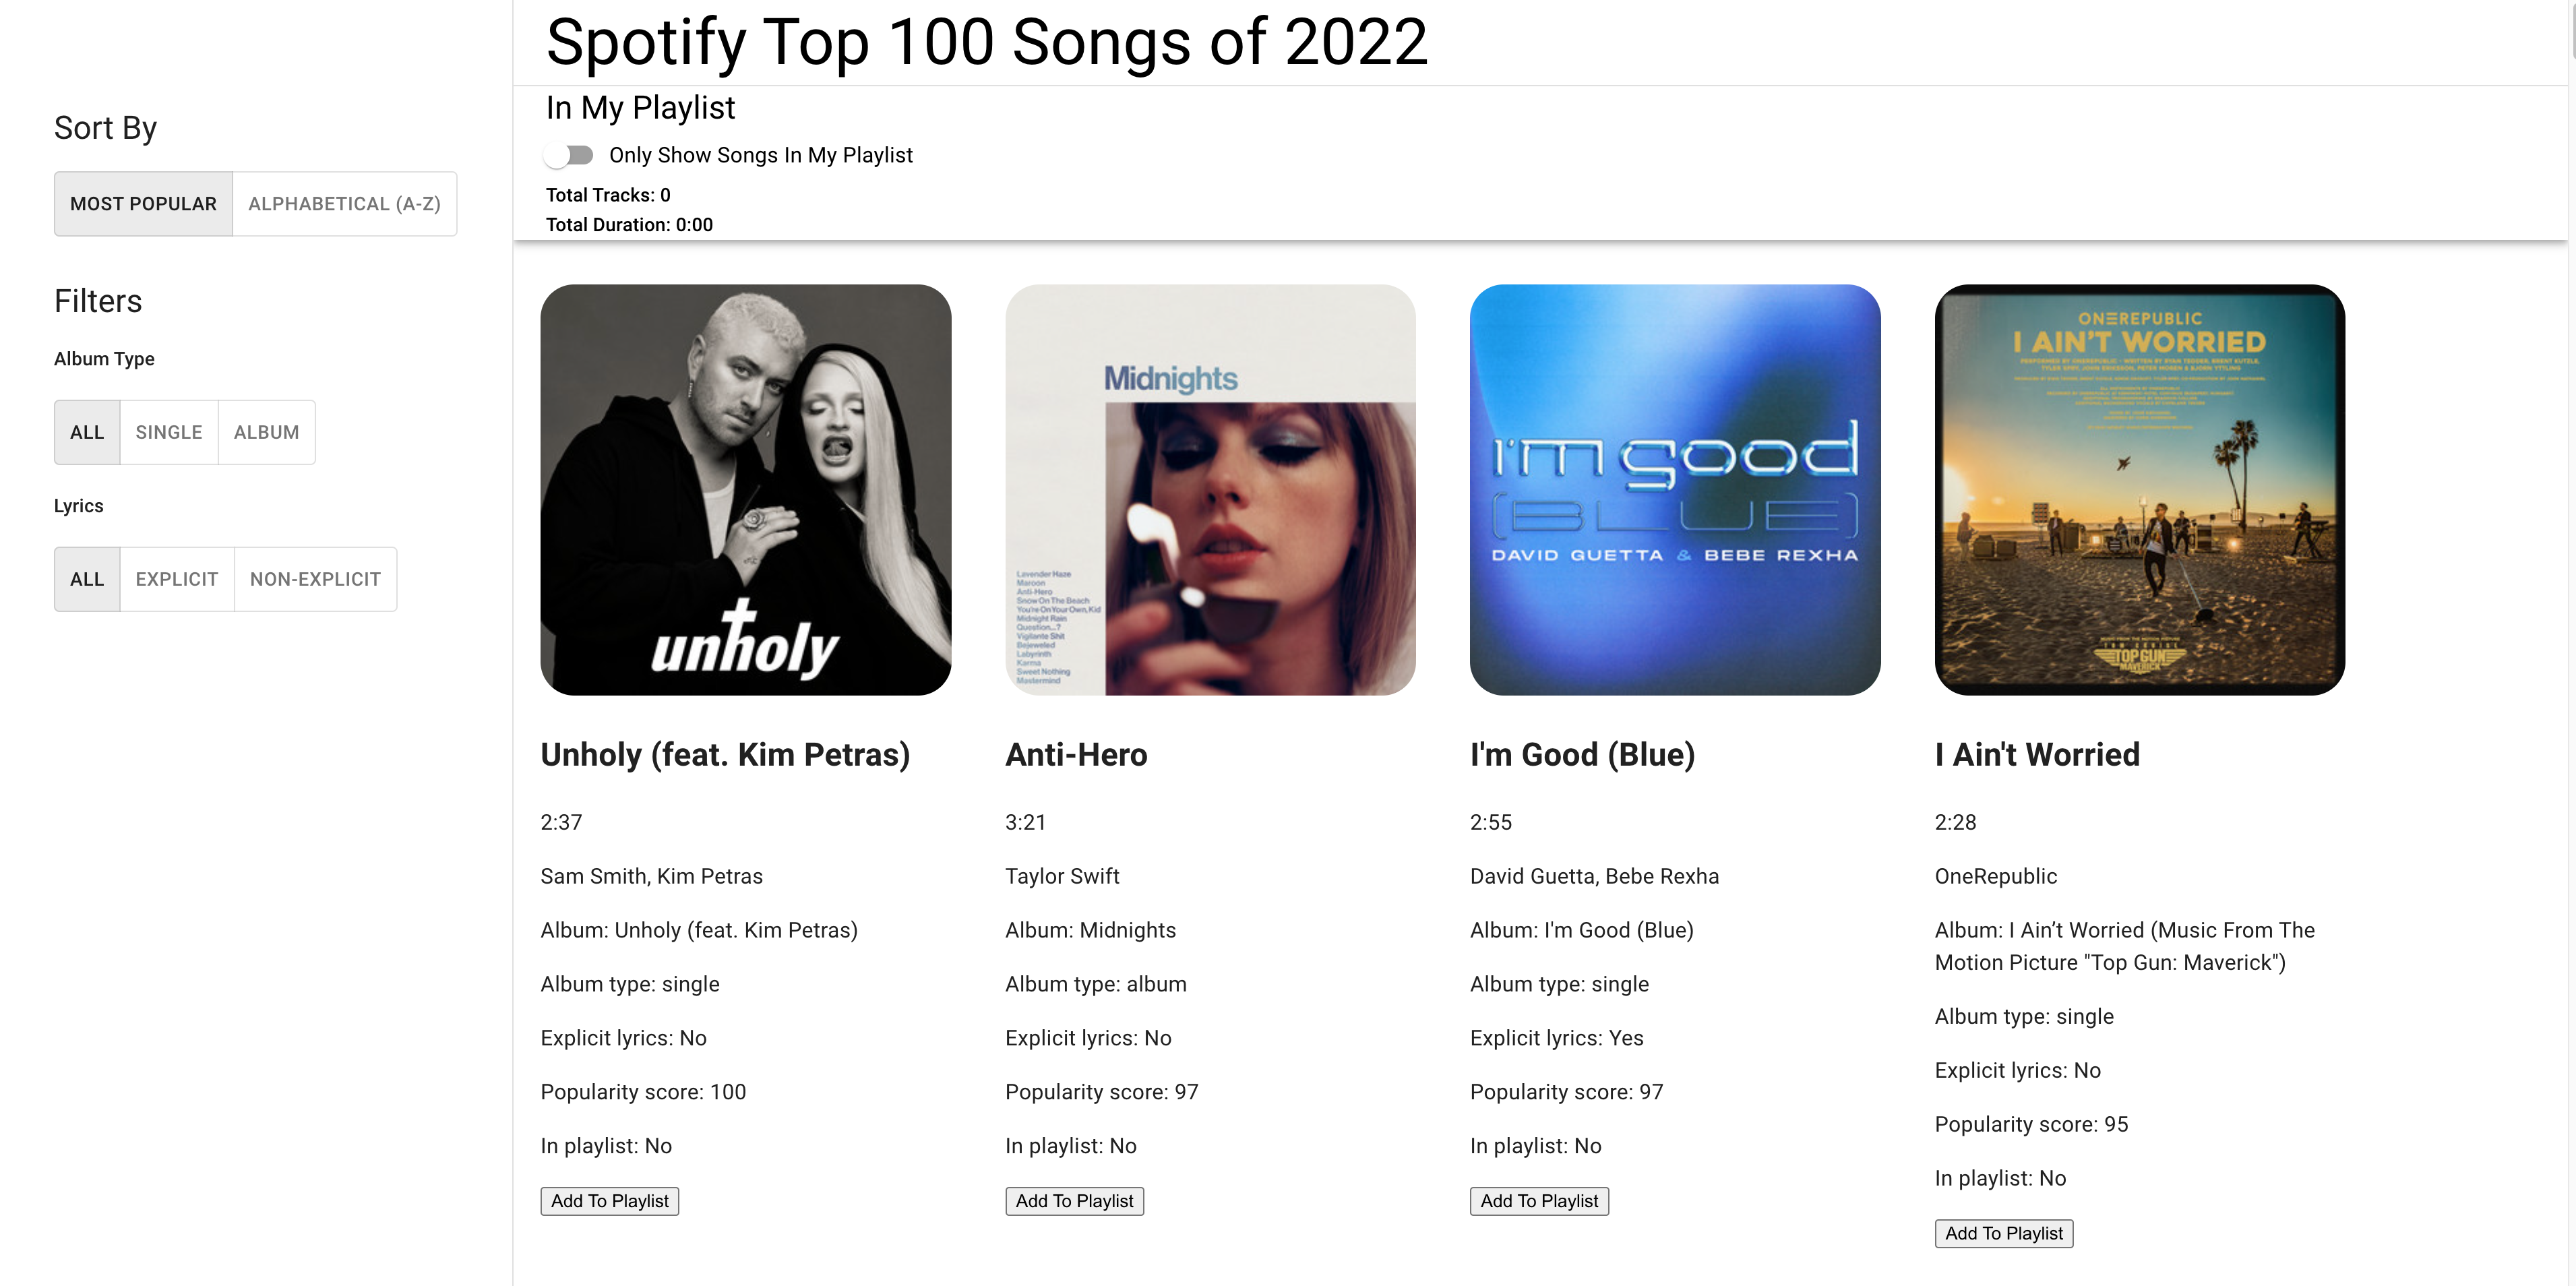 Spotify Top 100 Songs of 2022
Sort By
MOST POPULAR
ALPHABETICAL (A-Z)
Filters
Album Type
ALL
SINGLE
ALBUM
Lyrics
ALL
EXPLICIT
NON-EXPLICIT
In My Playlist
Only Show Songs In My Playlist
Total Tracks: 0
Total Duration: 0:00
unholy
Unholy (feat. Kim Petras)
2:37
Sam Smith, Kim Petras
Album: Unholy (feat. Kim Petras)
Album type: single
Explicit lyrics: No
Popularity score: 100
In playlist: No
Add To Playlist
Midnights
Lavender Haze
Maroon
Anti-Hero
Snow On The Beach
You're On Your Own, Kid
Midnight Rain
Question...?
Vigilante Shit
Bejeweled
Labyrinth
Karma
Sweet Nothing
Mastermind
Anti-Hero
3:21
Taylor Swift
Album: Midnights
Album type: album
Explicit lyrics: No
Popularity score: 97
In playlist: No
Add To Playlist
I'm good
(BLUE)
DAVID GUETTA & BEBE REXHA
I'm Good (Blue)
2:55
David Guetta, Bebe Rexha
Album: I'm Good (Blue)
Album type: single
Explicit lyrics: Yes
Popularity score: 97
In playlist: No
Add To Playlist
ONEREPUBLIC
I AIN'T WORRIED
MUSIC FROM THE MOTION PICTURE
TOM CRUISE
TOP GUN
MAVERICK
I Ain't Worried
2:28
OneRepublic
Album: I Ain’t Worried (Music From The
Motion Picture "Top Gun: Maverick")
Album type: single
Explicit lyrics: No
Popularity score: 95
In playlist: No
Add To Playlist